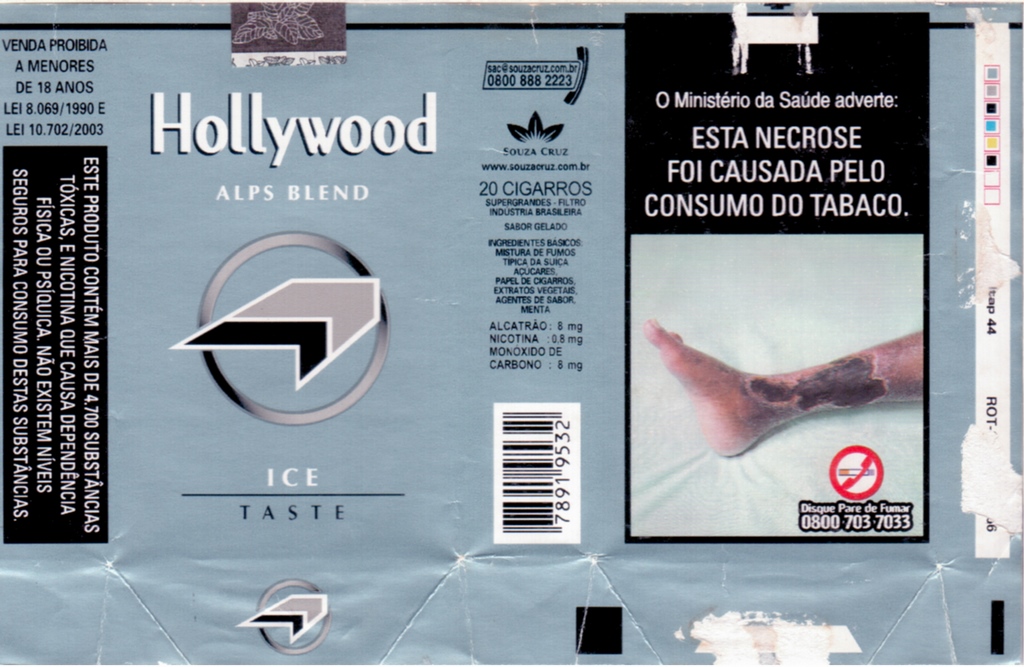 VENDA PROIBIDA
A MENORES
DE 18 ANOS
LEI 8.069/1990 E
LEI 10.702/2003
ESTE PRODUTO CONTÉM MAIS DE 4.700 SUBSTÂNCIAS
TÓXICAS, E NICOTINA QUE CAUSA DEPENDÊNCIA
FÍSICA OU PSÍQUICA. NÃO EXISTEM NÍVEIS
SEGUROS PARA CONSUMO DESTAS SUBSTÂNCIAS.
Hollywood
ALPS BLEND
ICE
TASTE
sac@souzacruz.com.br
0800 888 2223
SOUZA CRUZ
www.souzacruz.com.br
20 CIGARROS
SUPERGRANDES - FILTRO
INDÚSTRIA BRASILEIRA
SABOR GELADO
INGREDIENTES BÁSICOS:
MISTURA DE FUMOS
TÍPICA DA SUIÇA
AÇÚCARES,
PAPEL DE CIGARROS,
EXTRATOS VEGETAIS,
AGENTES DE SABOR,
MENTA
ALCATRÃO : 8 mg
NICOTINA : 0,8 mg
MONÓXIDO DE
CARBONO : 8 mg
78919532
O Ministério da Saúde adverte:
ESTA NECROSE
FOI CAUSADA PELO
CONSUMO DO TABACO.
Disque Pare de Fumar
0800 703 7033
44
ROT-